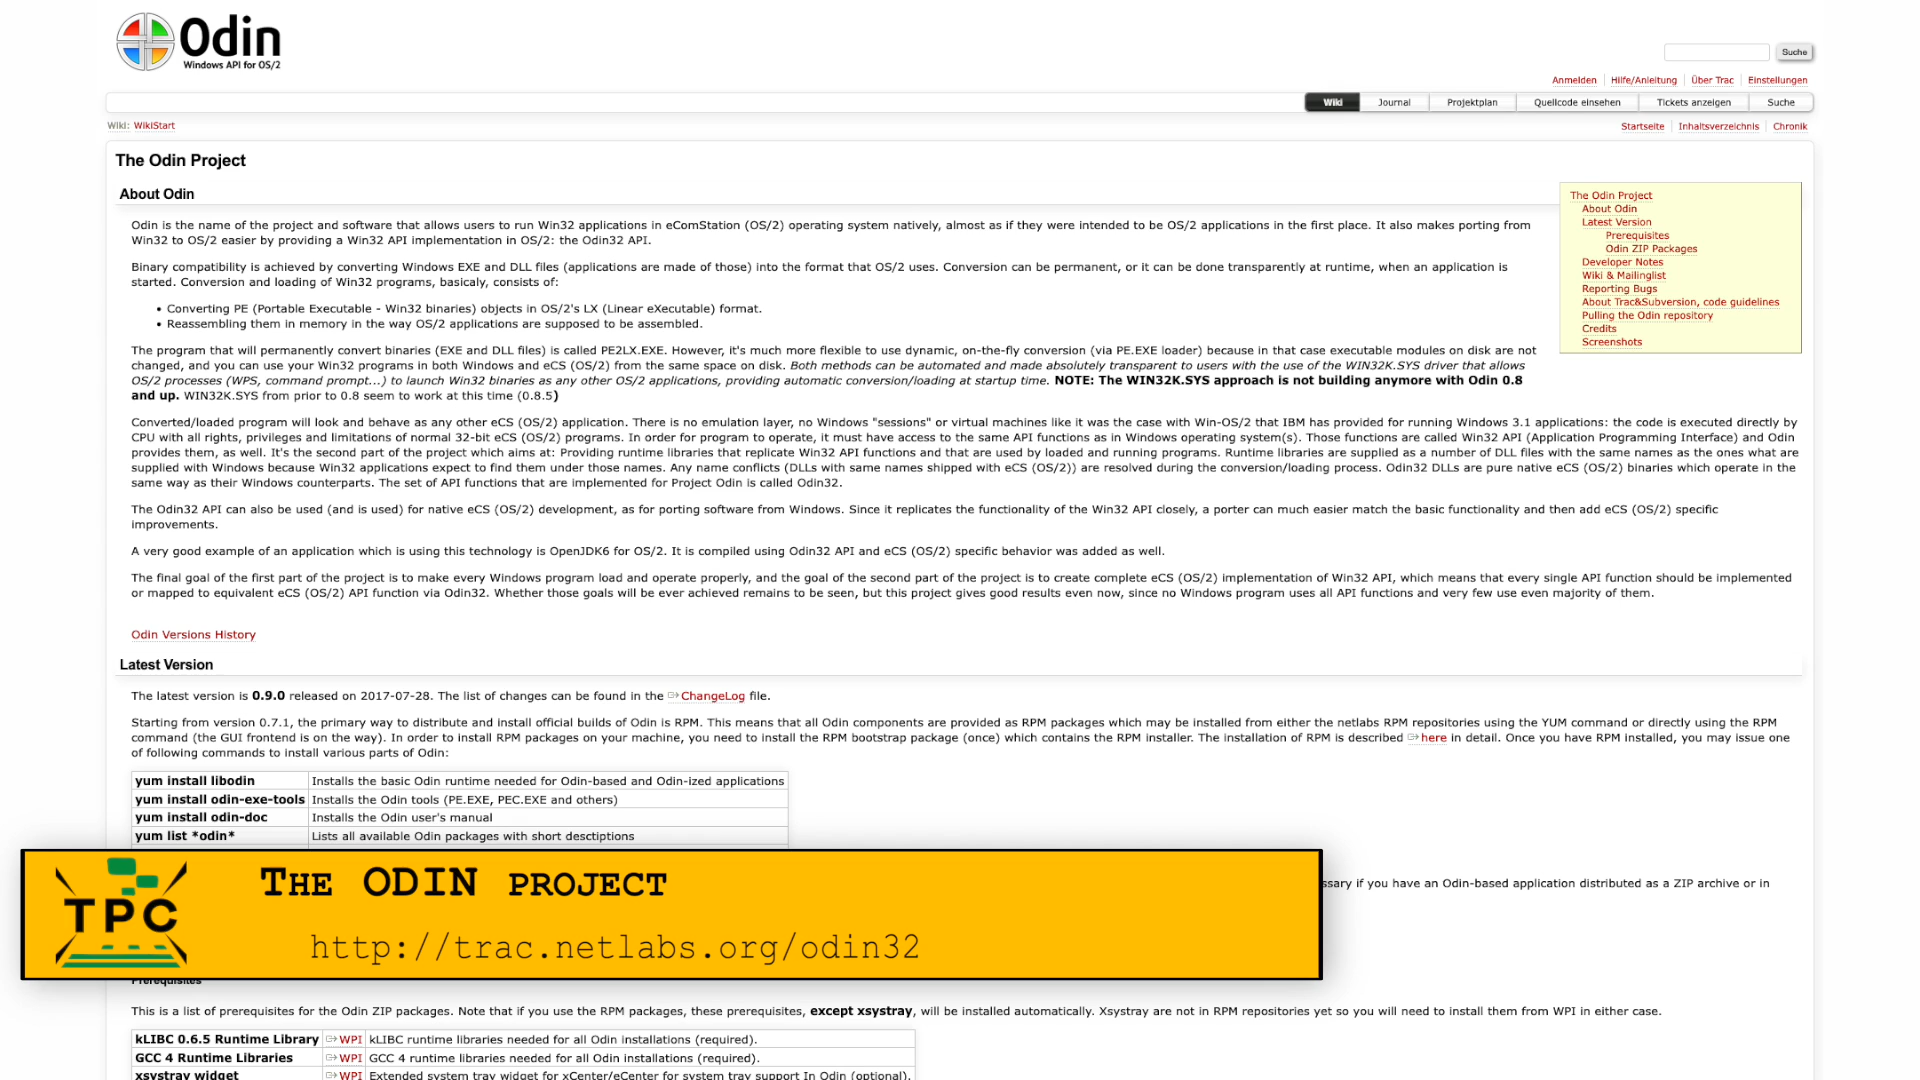 Odin
Windows API for OS/2
Suche
Anmelden Hilfe/Anleitung Über Trac Einstellungen
Wiki Journal Projektplan Quellcode einsehen Tickets anzeigen Suche
Wiki: WikiStart
Startseite Inhaltsverzeichnis Chronik
The Odin Project
About Odin
The Odin Project
About Odin
Latest Version
Prerequisites
Odin ZIP Packages
Developer Notes
Wiki & Mailinglist
Reporting Bugs
About Trac&Subversion, code guidelines
Pulling the Odin repository
Credits
Screenshots
Odin is the name of the project and software that allows users to run Win32 applications in eComStation (OS/2) operating system natively, almost as if they were intended to be OS/2 applications in the first place. It also makes porting from
Win32 to OS/2 easier by providing a Win32 API implementation in OS/2: the Odin32 API.
Binary compatibility is achieved by converting Windows EXE and DLL files (applications are made of those) into the format that OS/2 uses. Conversion can be permanent, or it can be done transparently at runtime, when an application is
started. Conversion and loading of Win32 programs, basicaly, consists of:
• Converting PE (Portable Executable - Win32 binaries) objects in OS/2's LX (Linear eXecutable) format.
• Reassembling them in memory in the way OS/2 applications are supposed to be assembled.
The program that will permanently convert binaries (EXE and DLL files) is called PE2LX.EXE. However, it's much more flexible to use dynamic, on-the-fly conversion (via PE.EXE loader) because in that case executable modules on disk are not
changed, and you can use your Win32 programs in both Windows and eCS (OS/2) from the same space on disk. Both methods can be automated and made absolutely transparent to users with the use of the WIN32K.SYS driver that allows
OS/2 processes (WPS, command prompt...) to launch Win32 binaries as any other OS/2 applications, providing automatic conversion/loading at startup time. NOTE: The WIN32K.SYS approach is not building anymore with Odin 0.8
and up. WIN32K.SYS from prior to 0.8 seem to work at this time (0.8.5)
Converted/loaded program will look and behave as any other eCS (OS/2) application. There is no emulation layer, no Windows "sessions" or virtual machines like it was the case with Win-OS/2 that IBM has provided for running Windows 3.1 applications: the code is executed directly by
CPU with all rights, privileges and limitations of normal 32-bit eCS (OS/2) programs. In order for program to operate, it must have access to the same API functions as in Windows operating system(s). Those functions are called Win32 API (Application Programming Interface) and Odin
provides them, as well. It's the second part of the project which aims at: Providing runtime libraries that replicate Win32 API functions and that are used by loaded and running programs. Runtime libraries are supplied as a number of DLL files with the same names as the ones what are
supplied with Windows because Win32 applications expect to find them under those names. Any name conflicts (DLLs with same names shipped with eCS (OS/2)) are resolved during the conversion/loading process. Odin32 DLLs are pure native eCS (OS/2) binaries which operate in the
same way as their Windows counterparts. The set of API functions that are implemented for Project Odin is called Odin32.
The Odin32 API can also be used (and is used) for native eCS (OS/2) development, as for porting software from Windows. Since it replicates the functionality of the Win32 API closely, a porter can much easier match the basic functionality and then add eCS (OS/2) specific
improvements.
A very good example of an application which is using this technology is OpenJDK6 for OS/2. It is compiled using Odin32 API and eCS (OS/2) specific behavior was added as well.
The final goal of the first part of the project is to make every Windows program load and operate properly, and the goal of the second part of the project is to create complete eCS (OS/2) implementation of Win32 API, which means that every single API function should be implemented
or mapped to equivalent eCS (OS/2) API function via Odin32. Whether those goals will be ever achieved remains to be seen, but this project gives good results even now, since no Windows program uses all API functions and very few use even majority of them.
Odin Versions History
Latest Version
The latest version is 0.9.0 released on 2017-07-28. The list of changes can be found in the ChangeLog file.
Starting from version 0.7.1, the primary way to distribute and install official builds of Odin is RPM. This means that all Odin components are provided as RPM packages which may be installed from either the netlabs RPM repositories using the YUM command or directly using the RPM
command (the GUI frontend is on the way). In order to install RPM packages on your machine, you need to install the RPM bootstrap package (once) which contains the RPM installer. The installation of RPM is described here in detail. Once you have RPM installed, you may issue one
of following commands to install various parts of Odin:
yum install libodin Installs the basic Odin runtime needed for Odin-based and Odin-ized applications
yum install odin-exe-tools Installs the Odin tools (PE.EXE, PEC.EXE and others)
yum install odin-doc Installs the Odin user's manual
yum list *odin* Lists all available Odin packages with short desctiptions
ssary if you have an Odin-based application distributed as a ZIP archive or in
TPC
The ODIN project
http://trac.netlabs.org/odin32
Prerequisites
This is a list of prerequisites for the Odin ZIP packages. Note that if you use the RPM packages, these prerequisites, except xsystray, will be installed automatically. Xsystray are not in RPM repositories yet so you will need to install them from WPI in either case.
kLIBC 0.6.5 Runtime Library WPI kLIBC runtime libraries needed for all Odin installations (required).
GCC 4 Runtime Libraries WPI GCC 4 runtime libraries needed for all Odin installations (required).
xsystray widget WPI Extended system tray widget for xCenter/eCenter for system tray support In Odin (optional).